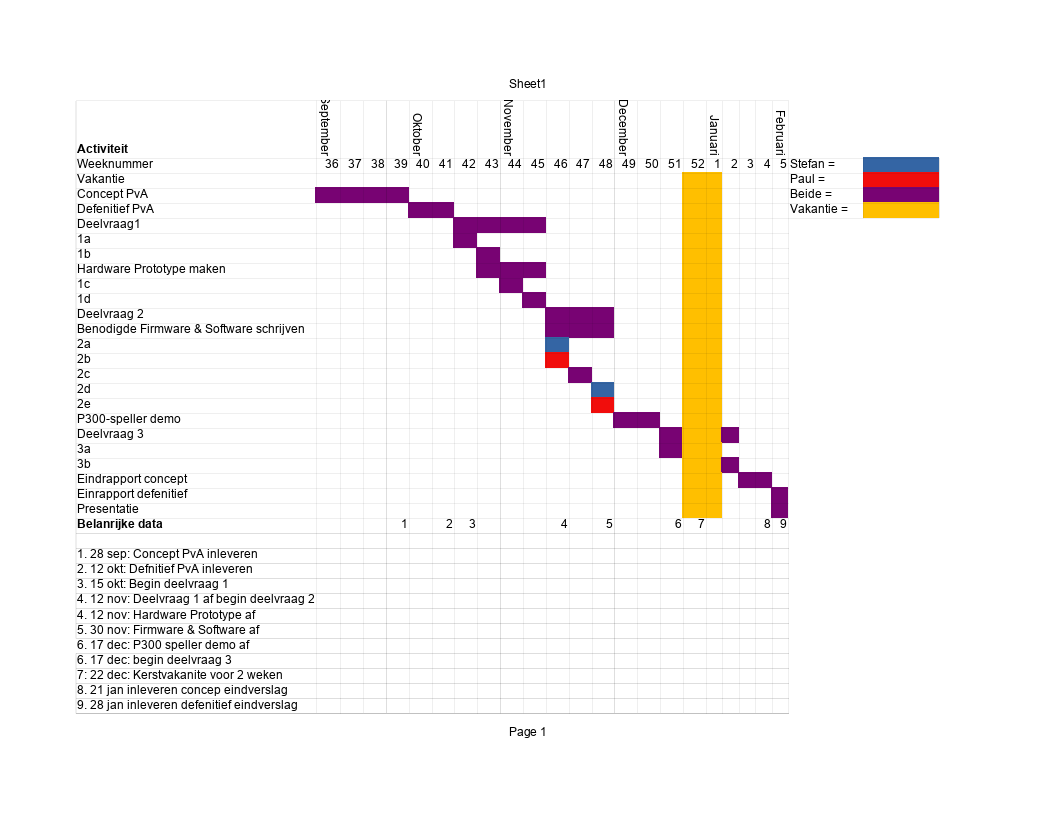 Sheet1
September Oktober November December Januari Februari
Activiteit
Weeknummer 36 37 38 39 40 41 42 43 44 45 46 47 48 49 50 51 52 1 2 3 4 5 Stefan =
Vakantie Paul =
Concept PvA Beide =
Defenitief PvA Vakantie =
Deelvraag1
1a
1b
Hardware Prototype maken
1c
1d
Deelvraag 2
Benodigde Firmware & Software schrijven
2a
2b
2c
2d
2e
P300-speller demo
Deelvraag 3
3a
3b
Eindrapport concept
Einrapport defenitief
Presentatie
Belanrijke data 1 2 3 4 5 6 7 8 9
1. 28 sep: Concept PvA inleveren
2. 12 okt: Defnitief PvA inleveren
3. 15 okt: Begin deelvraag 1
4. 12 nov: Deelvraag 1 af begin deelvraag 2
4. 12 nov: Hardware Prototype af
5. 30 nov: Firmware & Software af
6. 17 dec: P300 speller demo af
6. 17 dec: begin deelvraag 3
7: 22 dec: Kerstvakanite voor 2 weken
8. 21 jan inleveren concep eindverslag
9. 28 jan inleveren defenitief eindverslag
Page 1